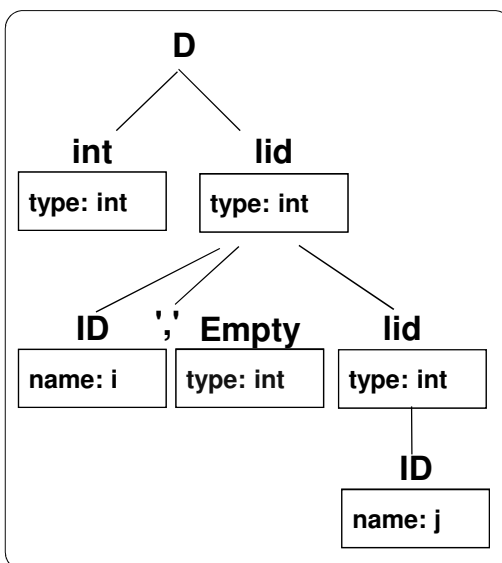 D
int lid
type: int type: int
ID ',' Empty lid
name: i type: int type: int
ID
name: j